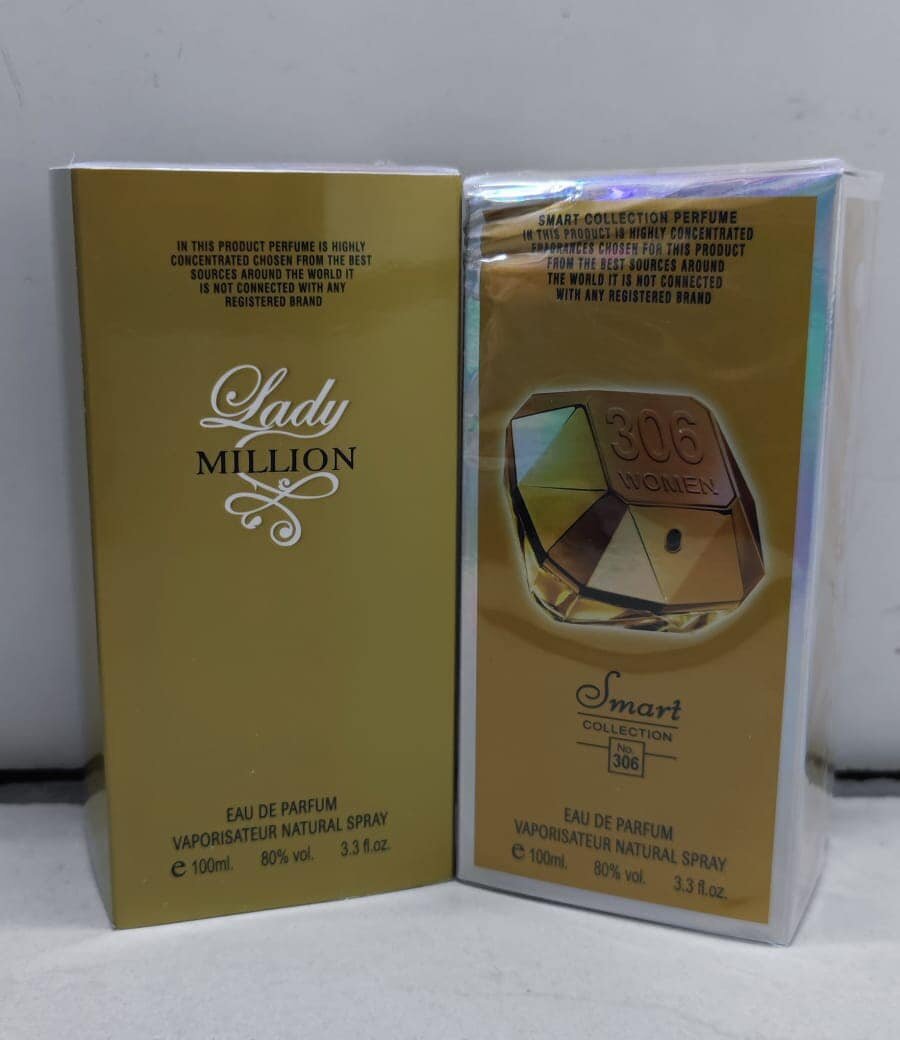 IN THIS PRODUCT PERFUME IS HIGHLY
CONCENTRATED CHOSEN FROM THE BEST
SOURCES AROUND THE WORLD IT
IS NOT CONNECTED WITH ANY
REGISTERED BRAND
Lady
MILLION
EAU DE PARFUM
VAPORISATEUR NATURAL SPRAY
e 100ml. 80% vol. 3.3 fl.oz.
SMART COLLECTION PERFUME
IN THIS PRODUCT IS HIGHLY CONCENTRATED
FRAGRANCES CHOSEN FOR THIS PRODUCT
FROM THE BEST SOURCES AROUND
THE WORLD IT IS NOT CONNECTED
WITH ANY REGISTERED BRAND
306
WOMEN
Smart
COLLECTION
No.
306
EAU DE PARFUM
VAPORISATEUR NATURAL SPRAY
e 100ml. 80% vol. 3.3 fl.oz.